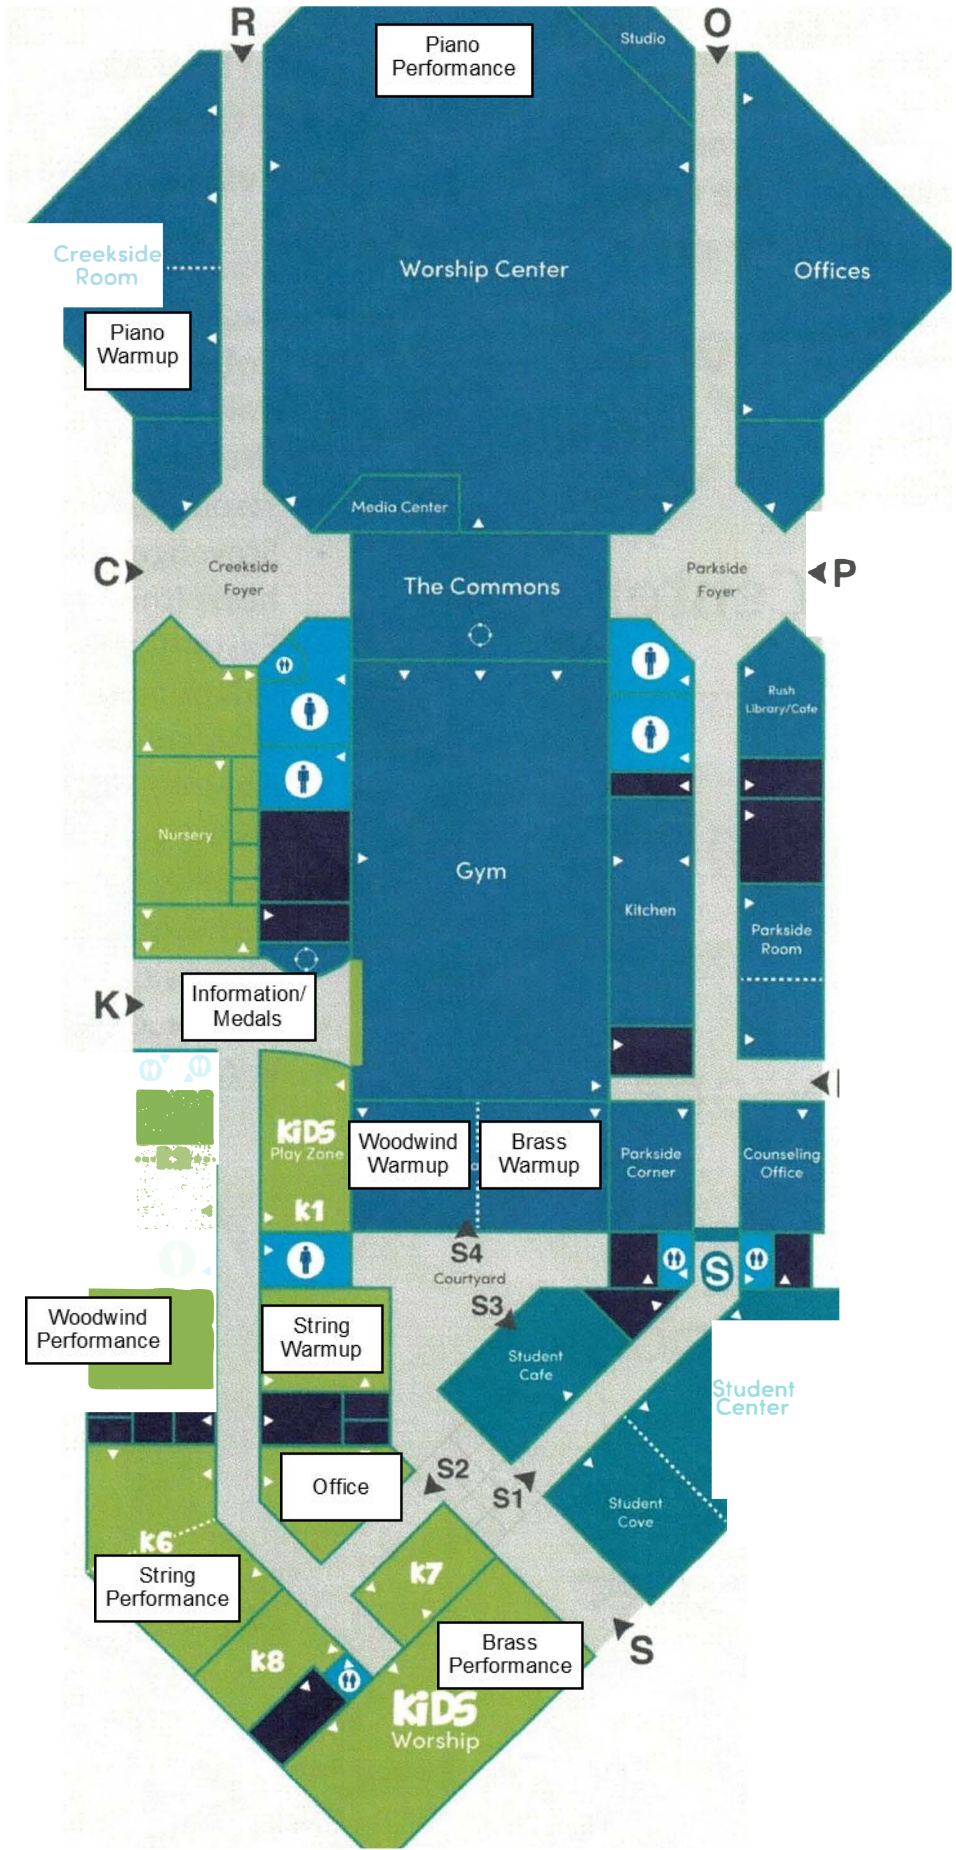 R
O
Piano
Performance
Studio
Creekside
Room
Worship Center
Offices
Piano
Warmup
Media Center
C
Creekside
Foyer
The Commons
Parkside
Foyer
P
Rush
Library/Cafe
Nursery
Gym
Kitchen
Parkside
Room
K
Information/
Medals
KiDS
Play Zone
K1
Woodwind
Warmup
Brass
Warmup
Parkside
Corner
Counseling
Office
S4
Courtyard
S
S3
Woodwind
Performance
String
Warmup
Student
Cafe
Student
Center
S2
Office
S1
Student
Cove
K6
String
Performance
K7
K8
Brass
Performance
S
KiDS
Worship